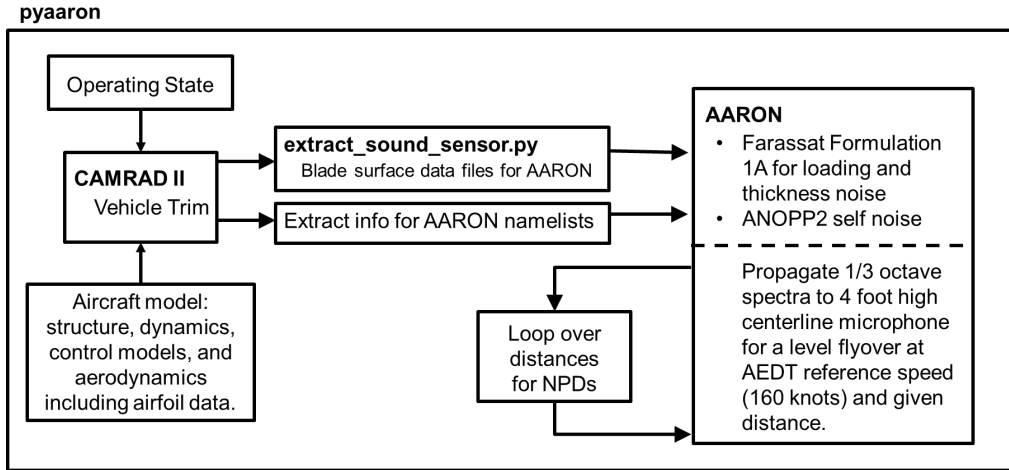 pyaaron
Operating State
CAMRAD II
Vehicle Trim
Aircraft model:
structure, dynamics,
control models, and
aerodynamics
including airfoil data.
extract_sound_sensor.py
Blade surface data files for AARON
Extract info for AARON namelists
Loop over
distances
for NPDs
AARON
• Farassat Formulation
1A for loading and
thickness noise
• ANOPP2 self noise
Propagate 1/3 octave
spectra to 4 foot high
centerline microphone
for a level flyover at
AEDT reference speed
(160 knots) and given
distance.